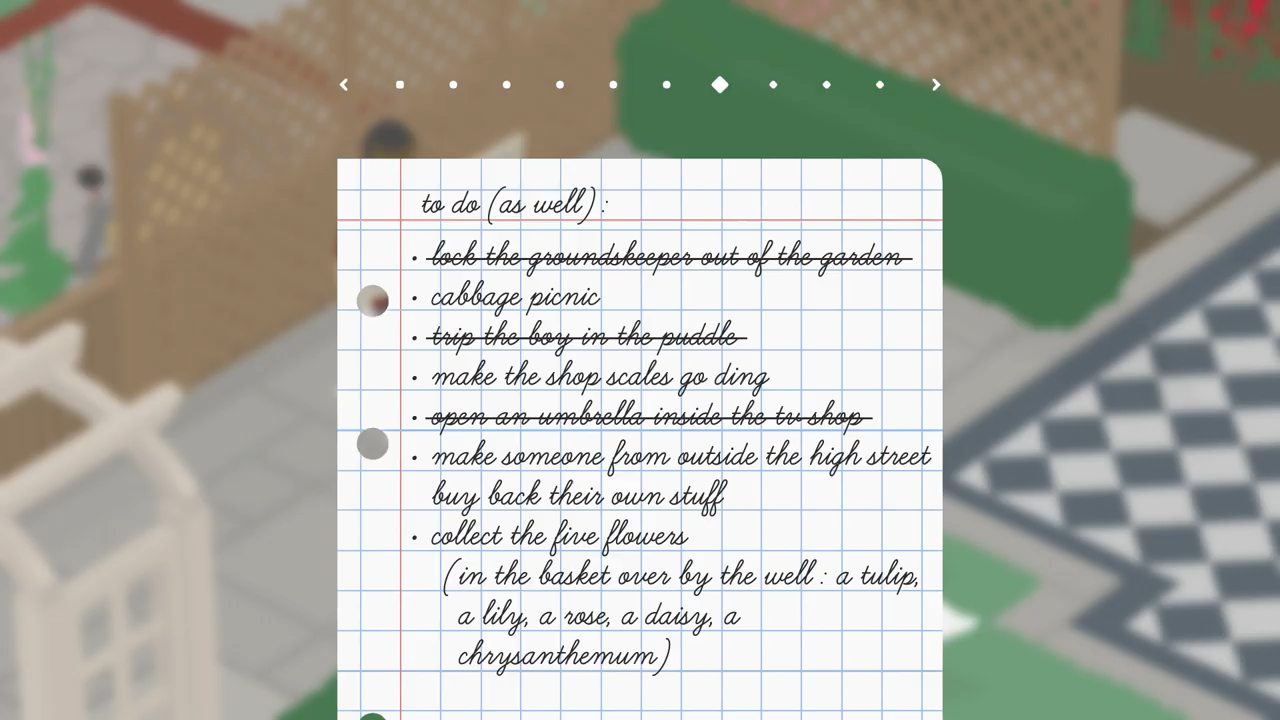 to do (as well) :
• lock the groundskeeper out of the garden
• cabbage picnic
• trip the boy in the puddle
• make the shop scales go ding
• open an umbrella inside the tv shop
• make someone from outside the high street
buy back their own stuff
• collect the five flowers
(in the basket over by the well : a tulip,
a lily, a rose, a daisy, a
chrysanthemum)